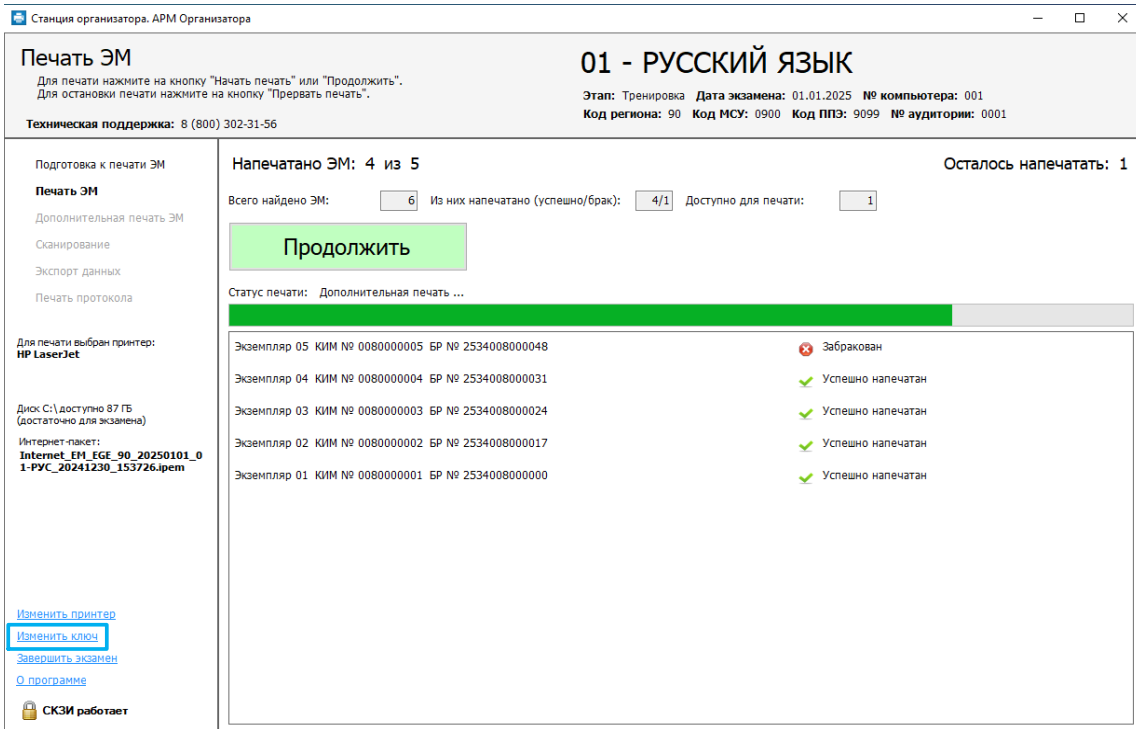 Станция организатора. АРМ Организатора
Печать ЭМ
Для печати нажмите на кнопку "Начать печать" или "Продолжить".
Для остановки печати нажмите на кнопку "Прервать печать".
Техническая поддержка: 8 (800) 302-31-56
01 - РУССКИЙ ЯЗЫК
Этап: Тренировка Дата экзамена: 01.01.2025 № компьютера: 001
Код региона: 90 Код МСУ: 0900 Код ППЭ: 9099 № аудитории: 0001
Подготовка к печати ЭМ
Печать ЭМ
Дополнительная печать ЭМ
Сканирование
Экспорт данных
Печать протокола
Для печати выбран принтер:
HP LaserJet
Диск C:\ доступно 87 ГБ
(достаточно для экзамена)
Интернет-пакет:
Internet_EM_EGE_90_20250101_0
1-РУС_20241230_153726.ipem
Изменить принтер
Изменить ключ
Завершить экзамен
О программе
СКЗИ работает
Напечатано ЭМ: 4 из 5
Осталось напечатать: 1
Всего найдено ЭМ: 6 Из них напечатано (успешно/брак): 4/1 Доступно для печати: 1
Продолжить
Статус печати: Дополнительная печать ...
Экземпляр 05 КИМ № 0080000005 БР № 2534008000048 Забракован
Экземпляр 04 КИМ № 0080000004 БР № 2534008000031 Успешно напечатан
Экземпляр 03 КИМ № 0080000003 БР № 2534008000024 Успешно напечатан
Экземпляр 02 КИМ № 0080000002 БР № 2534008000017 Успешно напечатан
Экземпляр 01 КИМ № 0080000001 БР № 2534008000000 Успешно напечатан